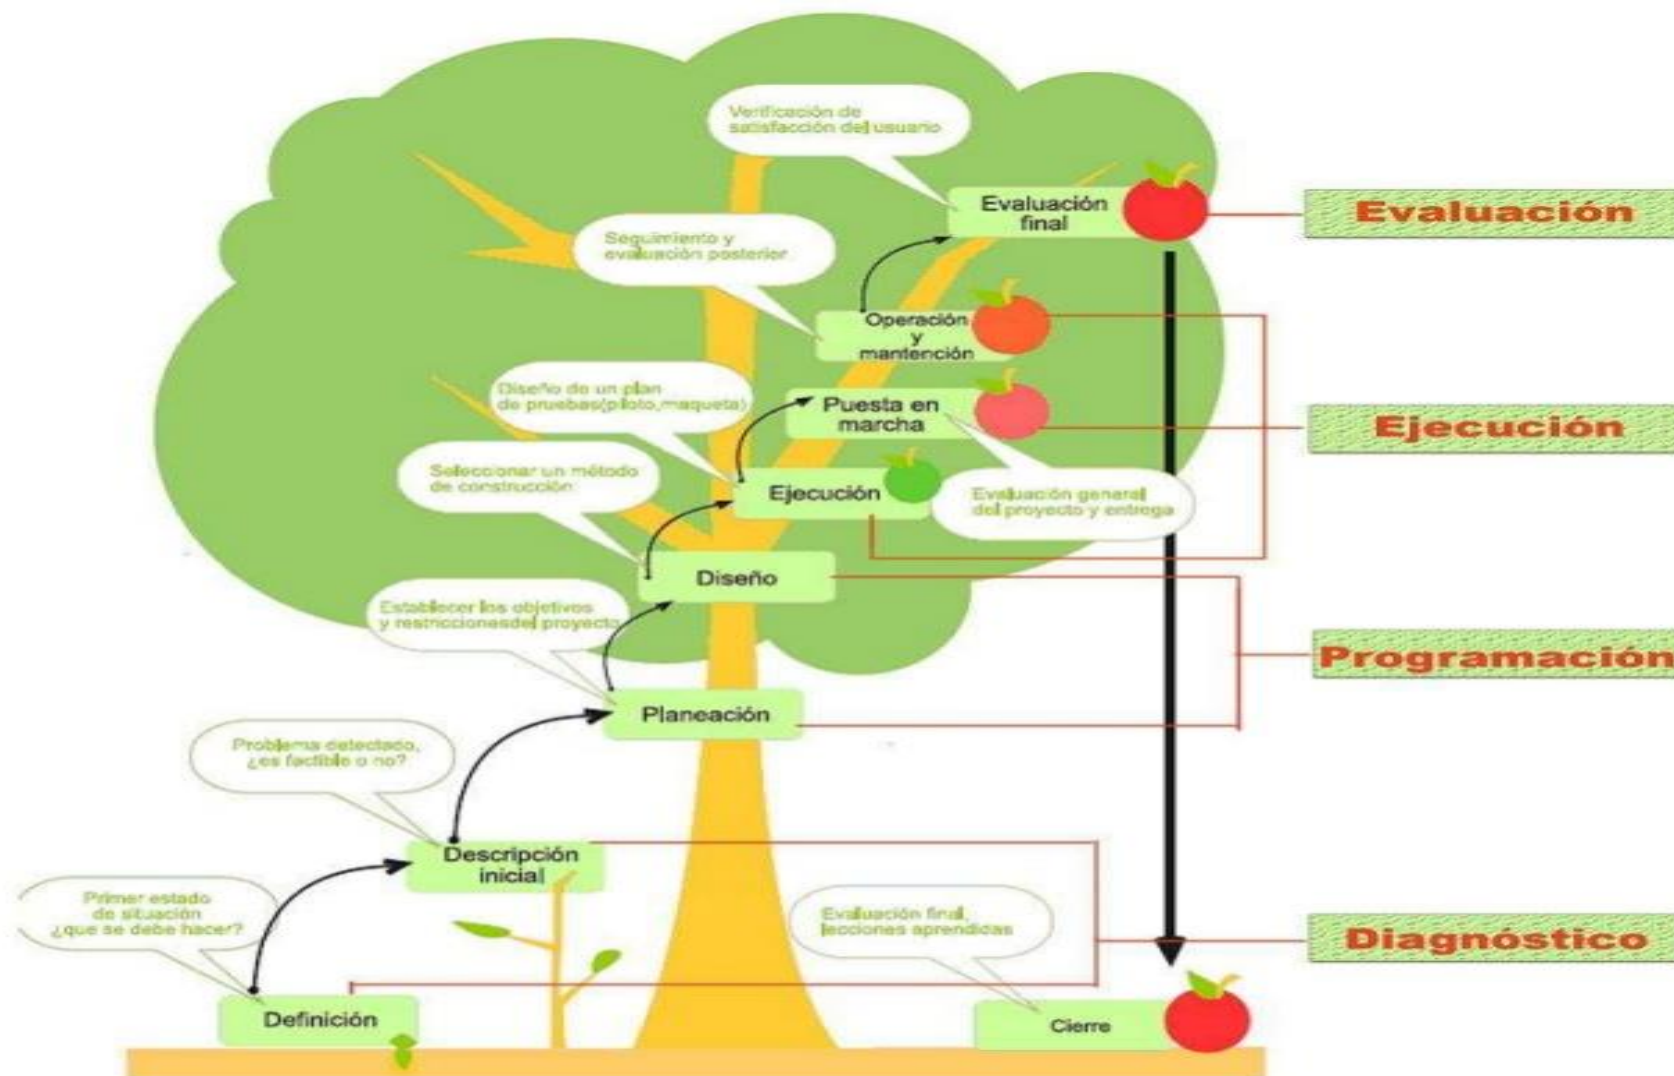 Verificación de
satisfacción del usuario
Evaluación
final
Evaluación
Seguimiento y
evaluación posterior
Operación
y
mantención
Diseño de un plan
de pruebas(piloto,maqueta)
Puesta en
marcha
Ejecución
Seleccionar un método
de construcción
Ejecución
Evaluación general
del proyecto y entrega
Diseño
Establecer los objetivos
y restriccionesdel proyecto
Programación
Planeación
Problema detectado,
¿es factible o no?
Descripción
inicial
Primer estado
de situación
¿que se debe hacer?
Evaluación final,
lecciones aprendidas
Diagnóstico
Definición
Cierre